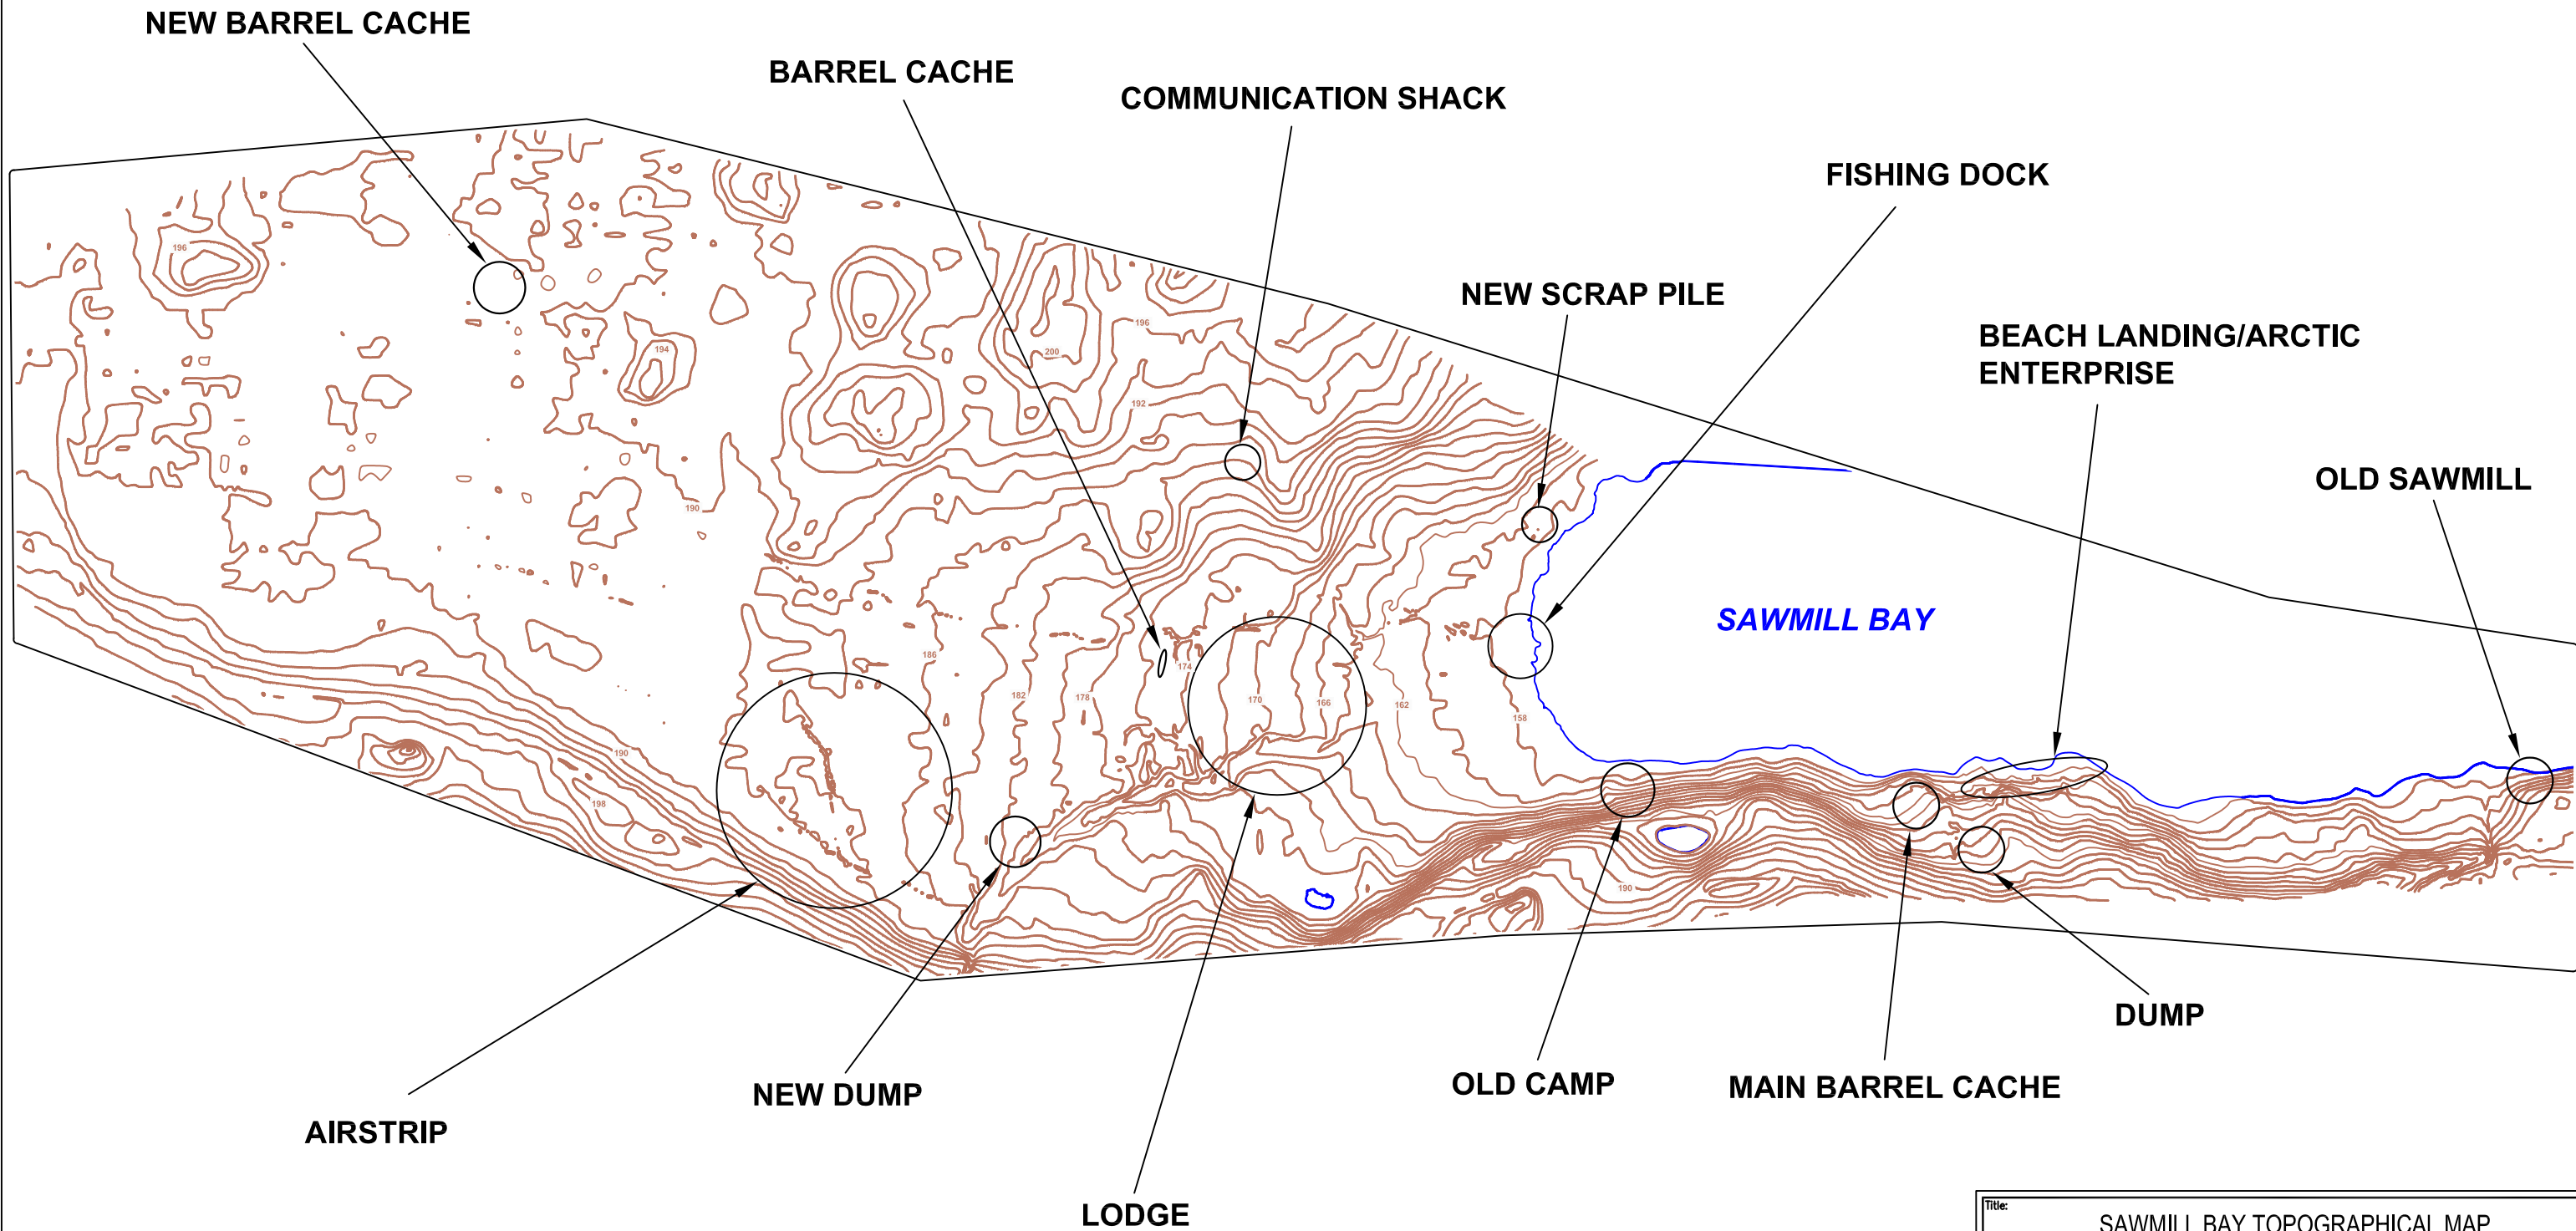 NEW BARREL CACHE
BARREL CACHE
COMMUNICATION SHACK
FISHING DOCK
NEW SCRAP PILE
BEACH LANDING/ARCTIC
ENTERPRISE
OLD SAWMILL
SAWMILL BAY
196
194
200
196
192
190
186
182
178
174
170
166
162
158
190
198
190
DUMP
OLD CAMP
MAIN BARREL CACHE
NEW DUMP
AIRSTRIP
LODGE
Title:
SAWMILL BAY TOPOGRAPHICAL MAP